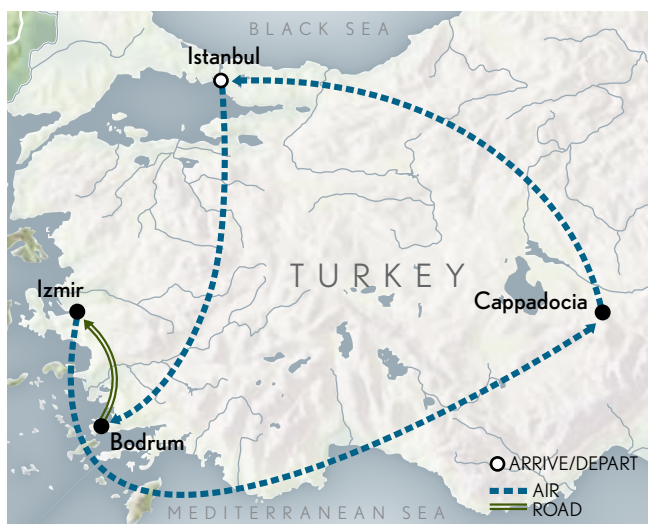 BLACK SEA
Istanbul
TURKEY
Izmir
Cappadocia
Bodrum
ARRIVE/DEPART
AIR
ROAD
MEDITERRANEAN SEA